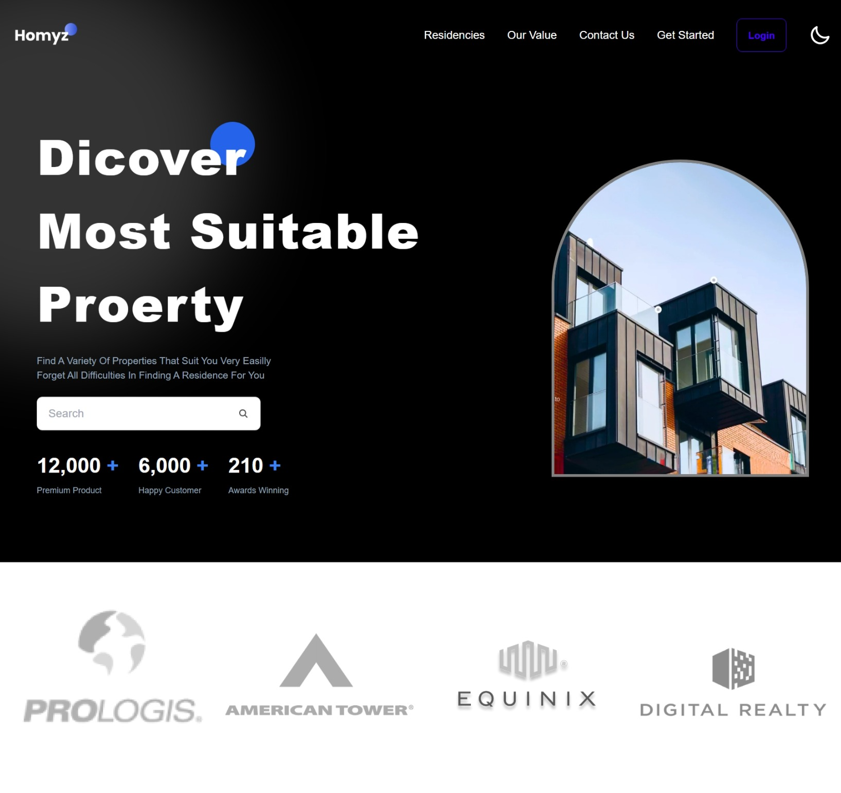 Homyz
Residencies Our Value Contact Us Get Started Login
Dicover
Most Suitable
Proerty
Find A Variety Of Properties That Suit You Very Easilly
Forget All Difficulties In Finding A Residence For You
Search
12,000 + 6,000 + 210 +
Premium Product Happy Customer Awards Winning
to
PROLOGIS®
AMERICAN TOWER®
EQUINIX®
DIGITAL REALTY